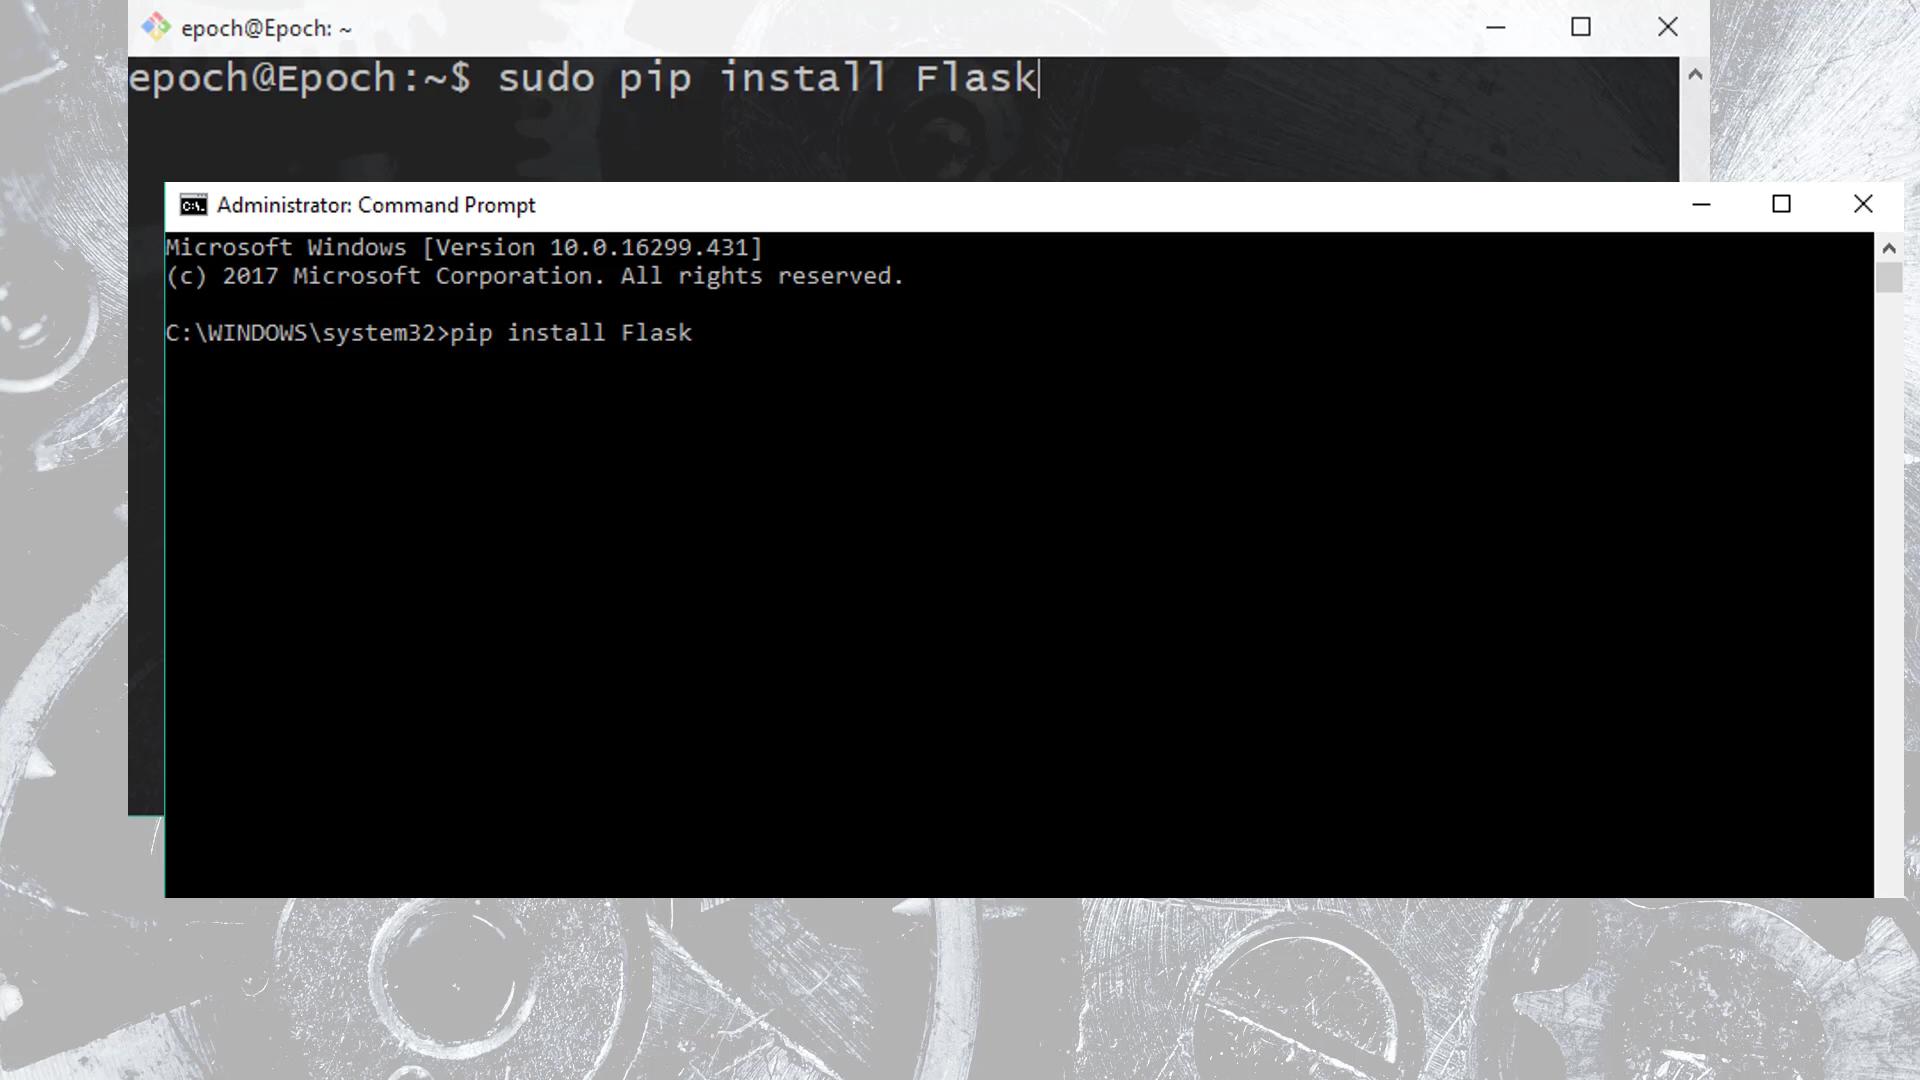 epoch@Epoch: ~
epoch@Epoch:~$ sudo pip install Flask
C:\.
Administrator: Command Prompt
Microsoft Windows [Version 10.0.16299.431]
(c) 2017 Microsoft Corporation. All rights reserved.
C:\WINDOWS\system32>pip install Flask